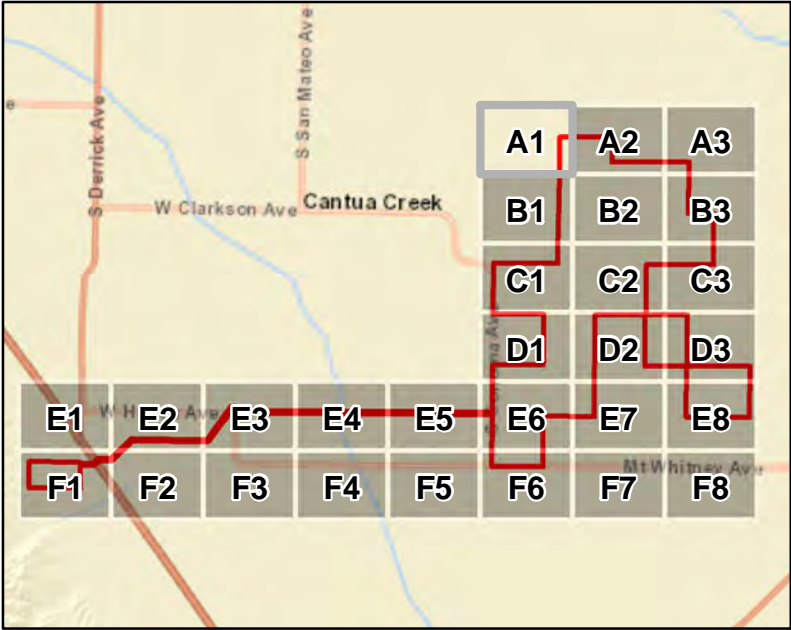 S San Mateo Ave
S Derrick Ave
e
A1 A2 A3
W Clarkson Ave Cantua Creek
B1 B2 B3
C1 C2 C3
D1 D2 D3
E1 E2 E3 E4 E5 E6 E7 E8
Mt Whitney Ave
F1 F2 F3 F4 F5 F6 F7 F8